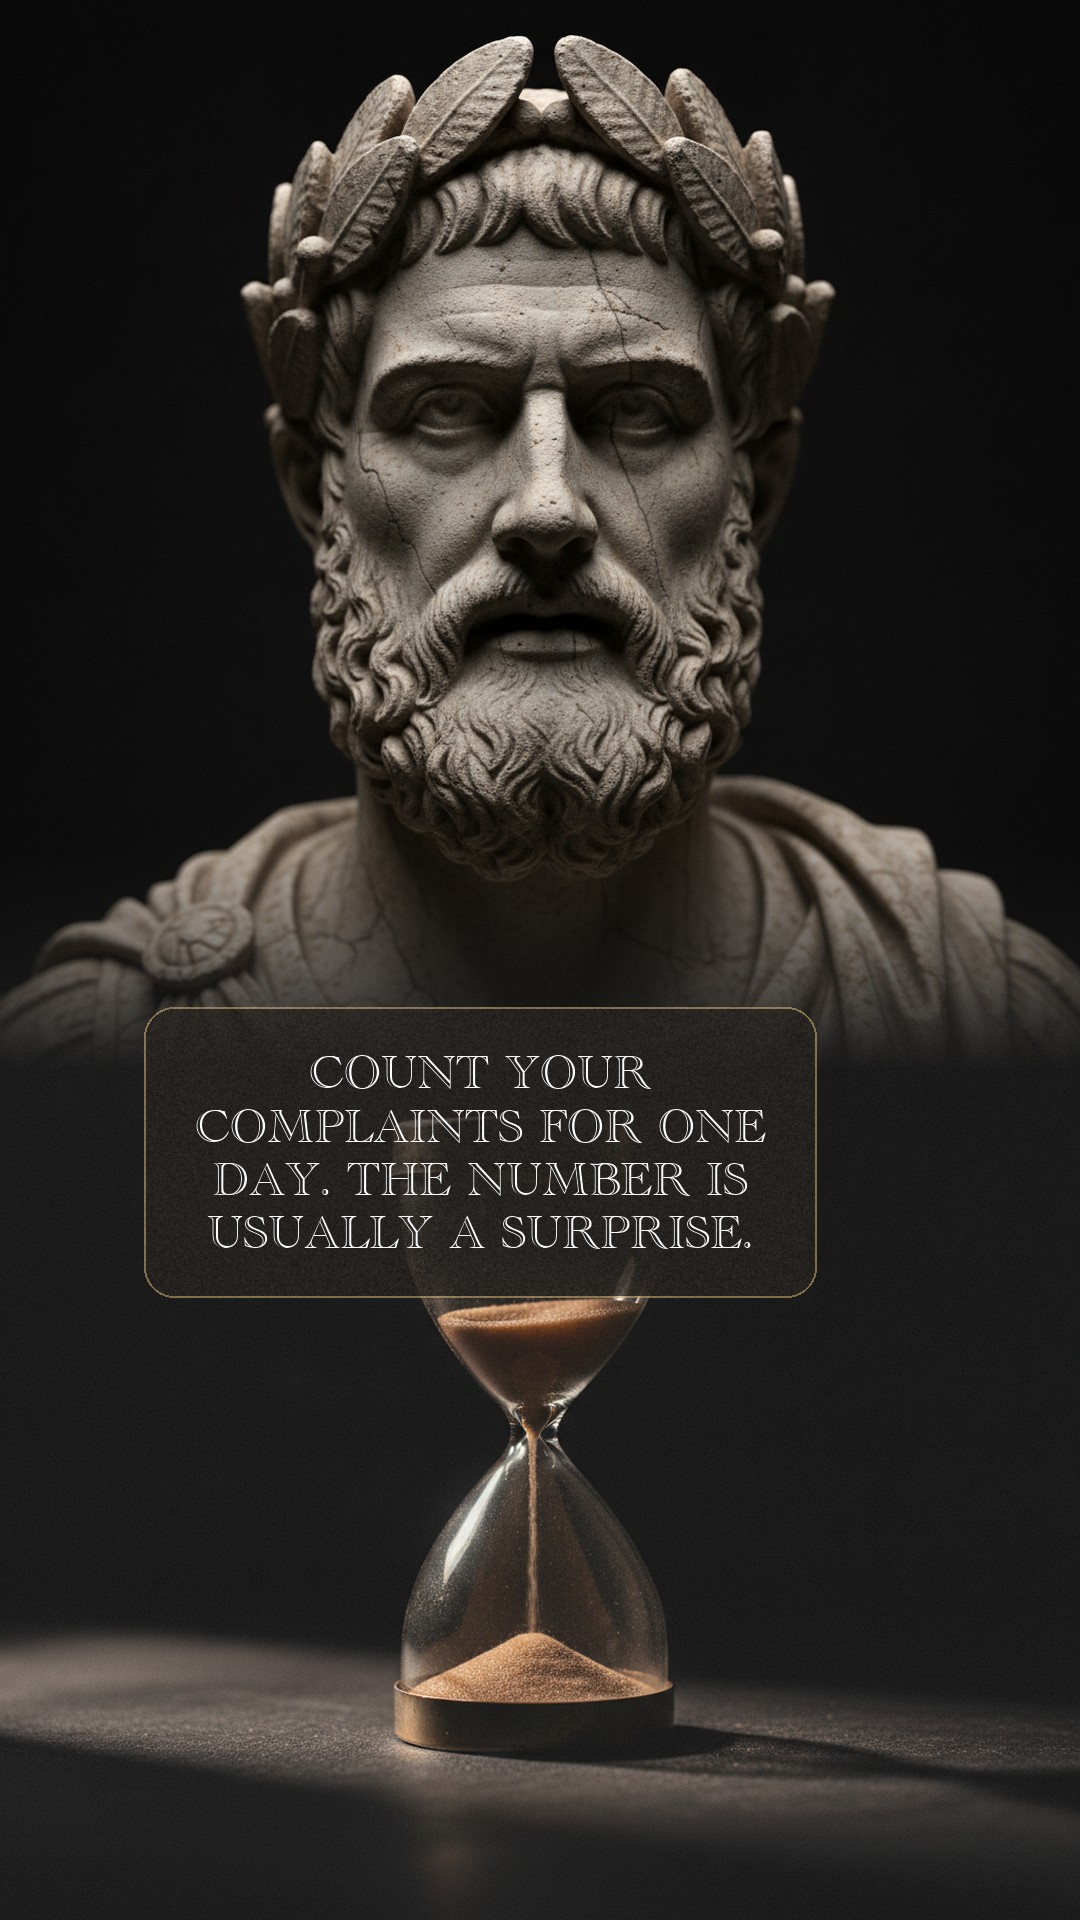 COUNT YOUR
COMPLAINTS FOR ONE
DAY. THE NUMBER IS
USUALLY A SURPRISE.